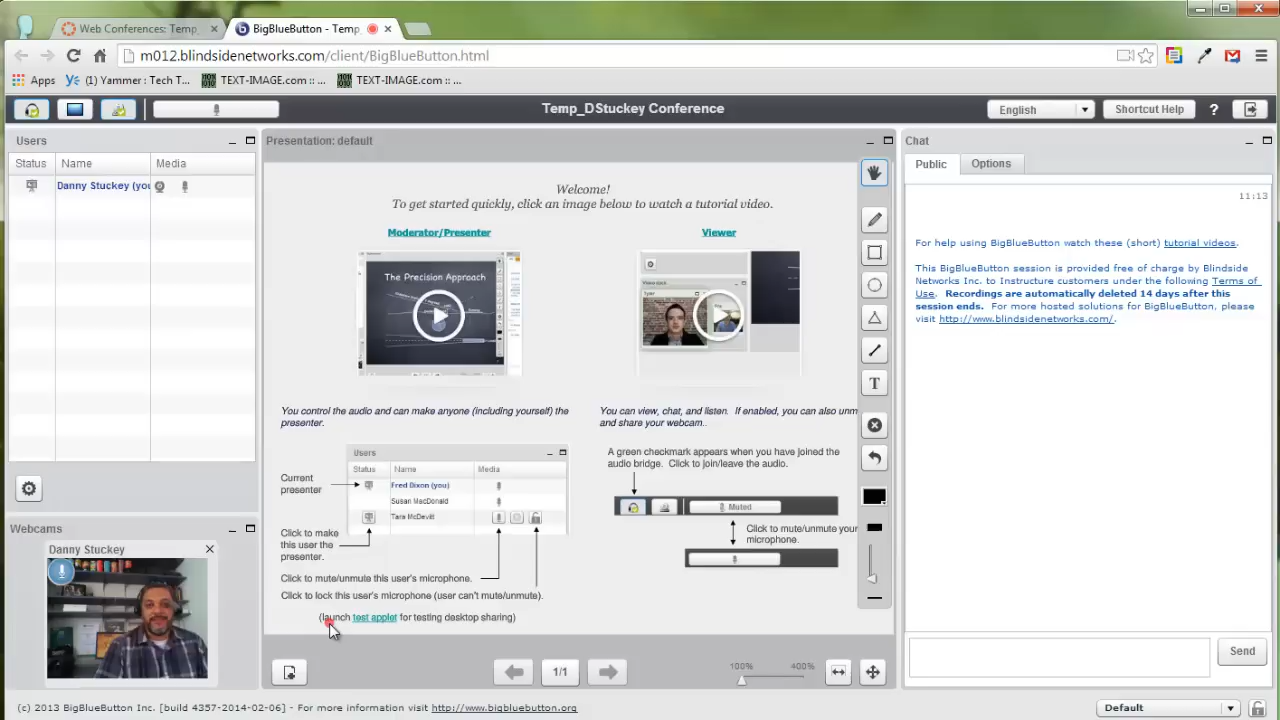 Web Conferences: Temp_
BigBlueButton - Temp_
m012.blindsidenetworks.com/client/BigBlueButton.html
Apps
(1) Yammer : Tech T...
TEXT-IMAGE.com :: ...
TEXT-IMAGE.com :: ...
Temp_DStuckey Conference
English
Shortcut Help
?
Users
Status Name Media
Danny Stuckey (you
Webcams
Danny Stuckey
Presentation: default
Welcome!
To get started quickly, click an image below to watch a tutorial video.
Moderator/Presenter
Viewer
The Precision Approach
You control the audio and can make anyone (including yourself) the
presenter.
You can view, chat, and listen. If enabled, you can also unm
and share your webcam..
Users
Status Name Media
Fred Dixon (you)
Susan MacDonald
Tara McDevitt
Current
presenter
Click to make
this user the
presenter.
Click to mute/unmute this user's microphone.
Click to lock this user's microphone (user can't mute/unmute).
(launch test applet for testing desktop sharing)
A green checkmark appears when you have joined the
audio bridge. Click to join/leave the audio.
Muted
Click to mute/unmute your
microphone.
T
1/1
100% 400%
Chat
Public
Options
11:13
For help using BigBlueButton watch these (short) tutorial videos.
This BigBlueButton session is provided free of charge by Blindside
Networks Inc. to Instructure customers under the following Terms of
Use. Recordings are automatically deleted 14 days after this
session ends. For more hosted solutions for BigBlueButton, please
visit http://www.blindsidenetworks.com/.
Send
(c) 2013 BigBlueButton Inc. [build 4357-2014-02-06] - For more information visit http://www.bigbluebutton.org
Default